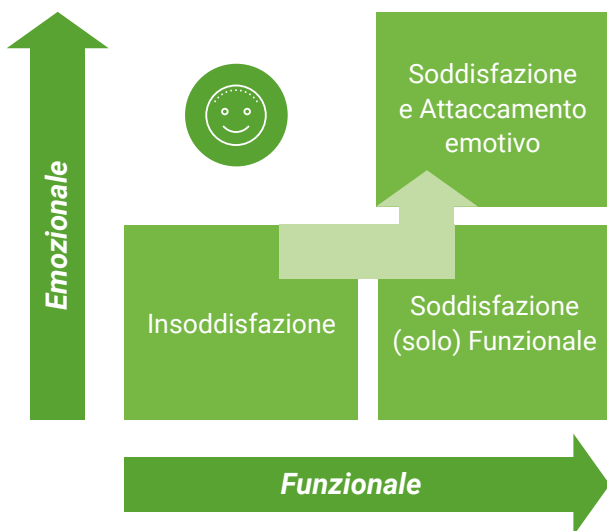 Soddisfazione
e Attaccamento
emotivo
Emozionale
Insoddisfazione
Soddisfazione
(solo) Funzionale
Funzionale